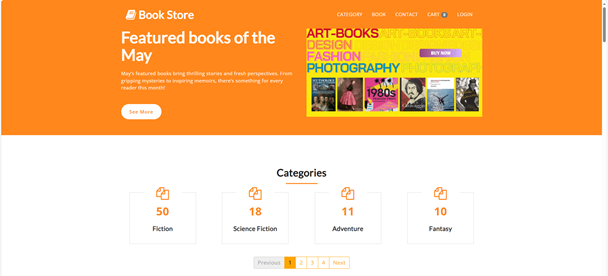 Book Store
CATEGORY BOOK CONTACT CART LOGIN
Featured books of the
May
May's featured books bring thrilling stories and fresh perspectives. From
gripping mysteries to inspiring memoirs, there's something for every
reader this month!
See More
ART-BOOKS ART-BOOKS-ART-
DESIGN
FASHION
PHOTOGRAPHY PHOTOGRAPH
BUY NOW
1980s
Categories
50
Fiction
18
Science Fiction
11
Adventure
10
Fantasy
Previous 1 2 3 4 Next